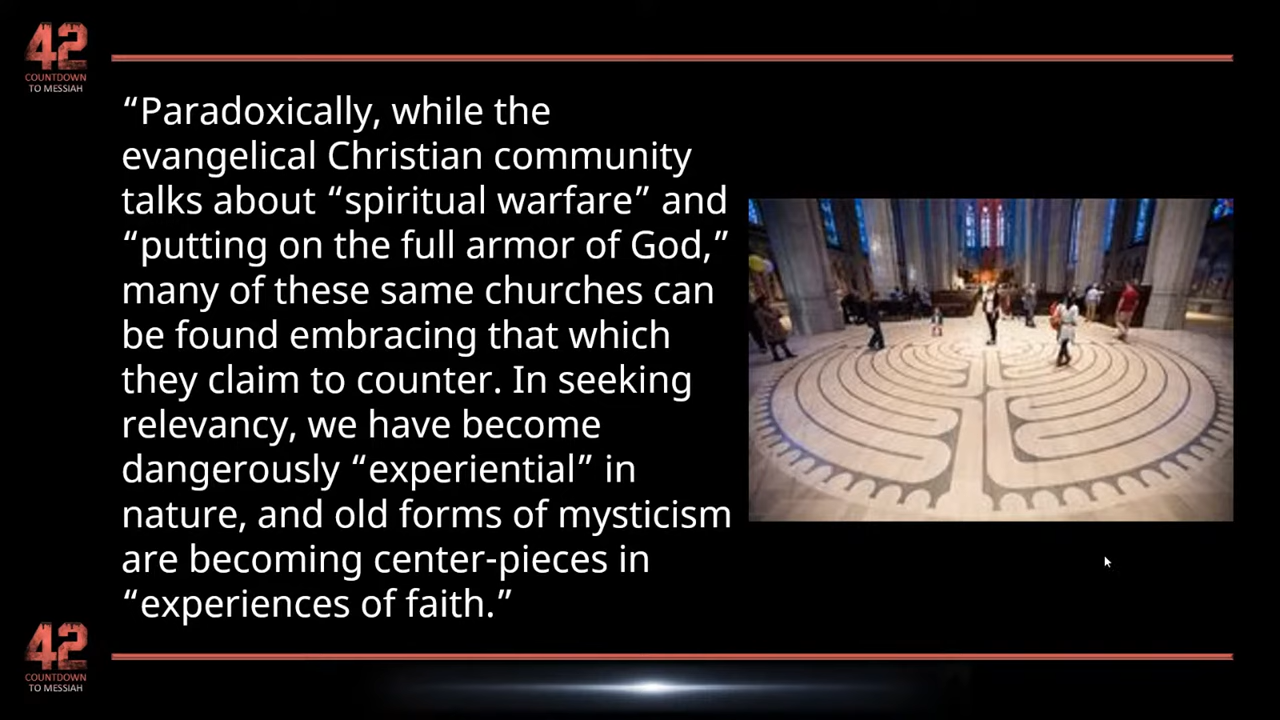 42
COUNTDOWN
TO MESSIAH
“Paradoxically, while the
evangelical Christian community
talks about “spiritual warfare” and
“putting on the full armor of God,”
many of these same churches can
be found embracing that which
they claim to counter. In seeking
relevancy, we have become
dangerously “experiential” in
nature, and old forms of mysticism
are becoming center-pieces in
“experiences of faith.”
42
COUNTDOWN
TO MESSIAH